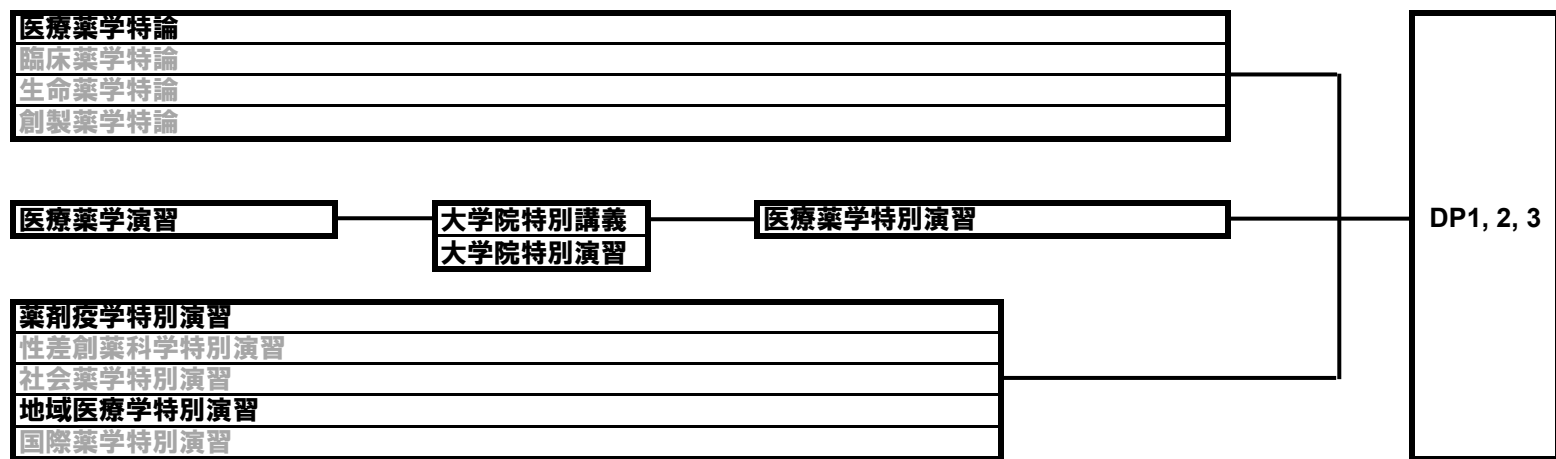 医療薬学特論
臨床薬学特論
生命薬学特論
創製薬学特論
医療薬学演習
大学院特別講義
大学院特別演習
医療薬学特別演習
DP1, 2, 3
薬剤疫学特別演習
性差創薬科学特別演習
社会薬学特別演習
地域医療学特別演習
国際薬学特別演習